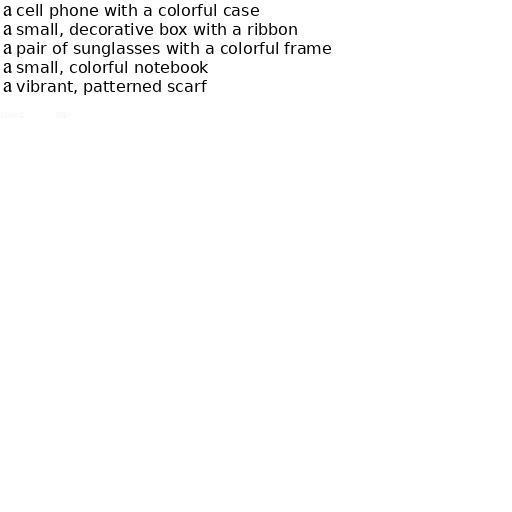 a cell phone with a colorful case
a small, decorative box with a ribbon
a pair of sunglasses with a colorful frame
a small, colorful notebook
a vibrant, patterned scarf